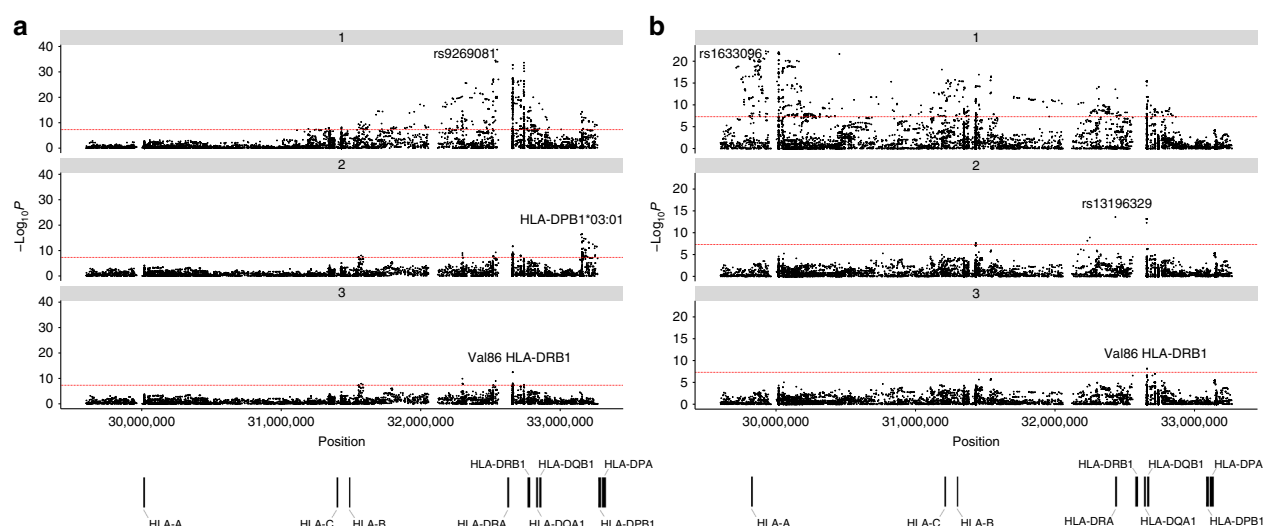 a
1
rs9269081
40
30
20
10
0
2
HLA-DPB1*03:01
40
30
20
10
0
3
Val86 HLA-DRB1
40
30
20
10
0
−Log10P
30,000,000 31,000,000 32,000,000 33,000,000
Position
HLA-DRB1 HLA-DQB1 HLA-DPA
HLA-A HLA-C HLA-B HLA-DRA HLA-DQA1 HLA-DPB1
b
1
rs1633096
20
15
10
5
0
2
rs13196329
20
15
10
5
0
3
Val86 HLA-DRB1
20
15
10
5
0
−Log10P
30,000,000 31,000,000 32,000,000 33,000,000
Position
HLA-DRB1 HLA-DQB1 HLA-DPA
HLA-A HLA-C HLA-B HLA-DRA HLA-DQA1 HLA-DPB1